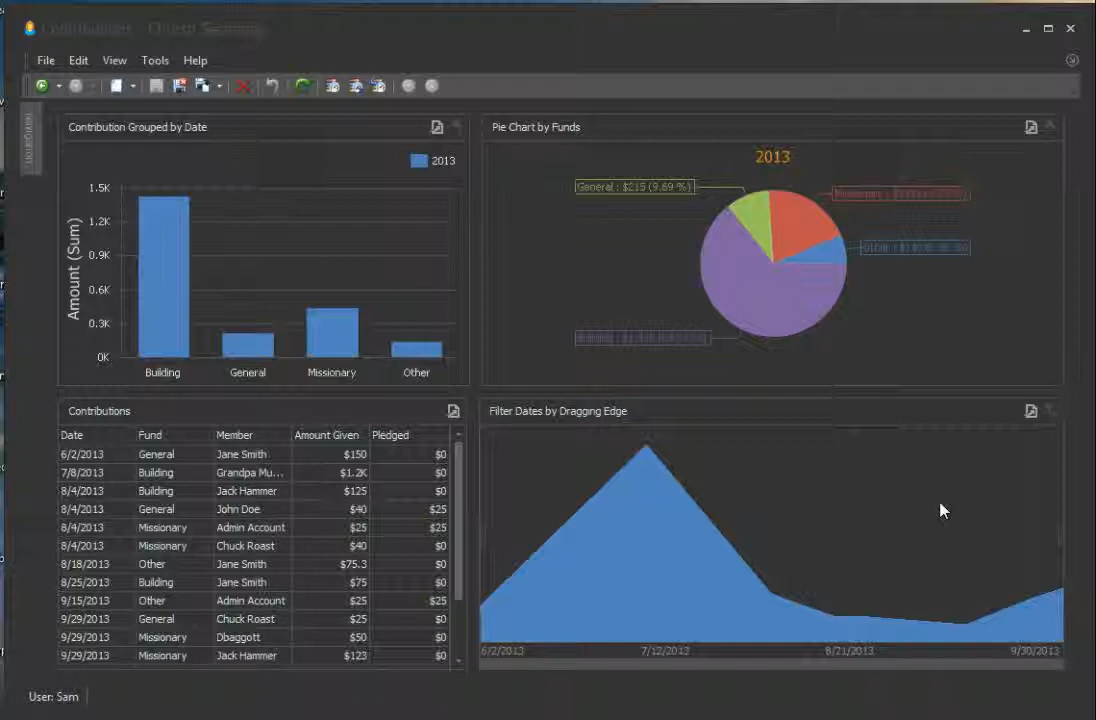 Contributions - Church Secretary
File Edit View Tools Help
Navigation
Contribution Grouped by Date
2013
1.5K
1.2K
0.9K
0.6K
0.3K
0K
Amount (Sum)
Building General Missionary Other
Pie Chart by Funds
2013
General : $215 (9.69 %)
Contributions
Date Fund Member Amount Given Pledged
6/2/2013 General Jane Smith $150 $0
7/8/2013 Building Grandpa Mu... $1.2K $0
8/4/2013 Building Jack Hammer $125 $0
8/4/2013 General John Doe $40 $25
8/4/2013 Missionary Admin Account $25 $25
8/4/2013 Missionary Chuck Roast $40 $0
8/18/2013 Other Jane Smith $75.3 $0
8/25/2013 Building Jane Smith $75 $0
9/15/2013 Other Admin Account $25 $25
9/29/2013 General Chuck Roast $25 $0
9/29/2013 Missionary Dbaggott $50 $0
9/29/2013 Missionary Jack Hammer $123 $0
Filter Dates by Dragging Edge
6/2/2013 7/12/2013 8/21/2013 9/30/2013
User: Sam